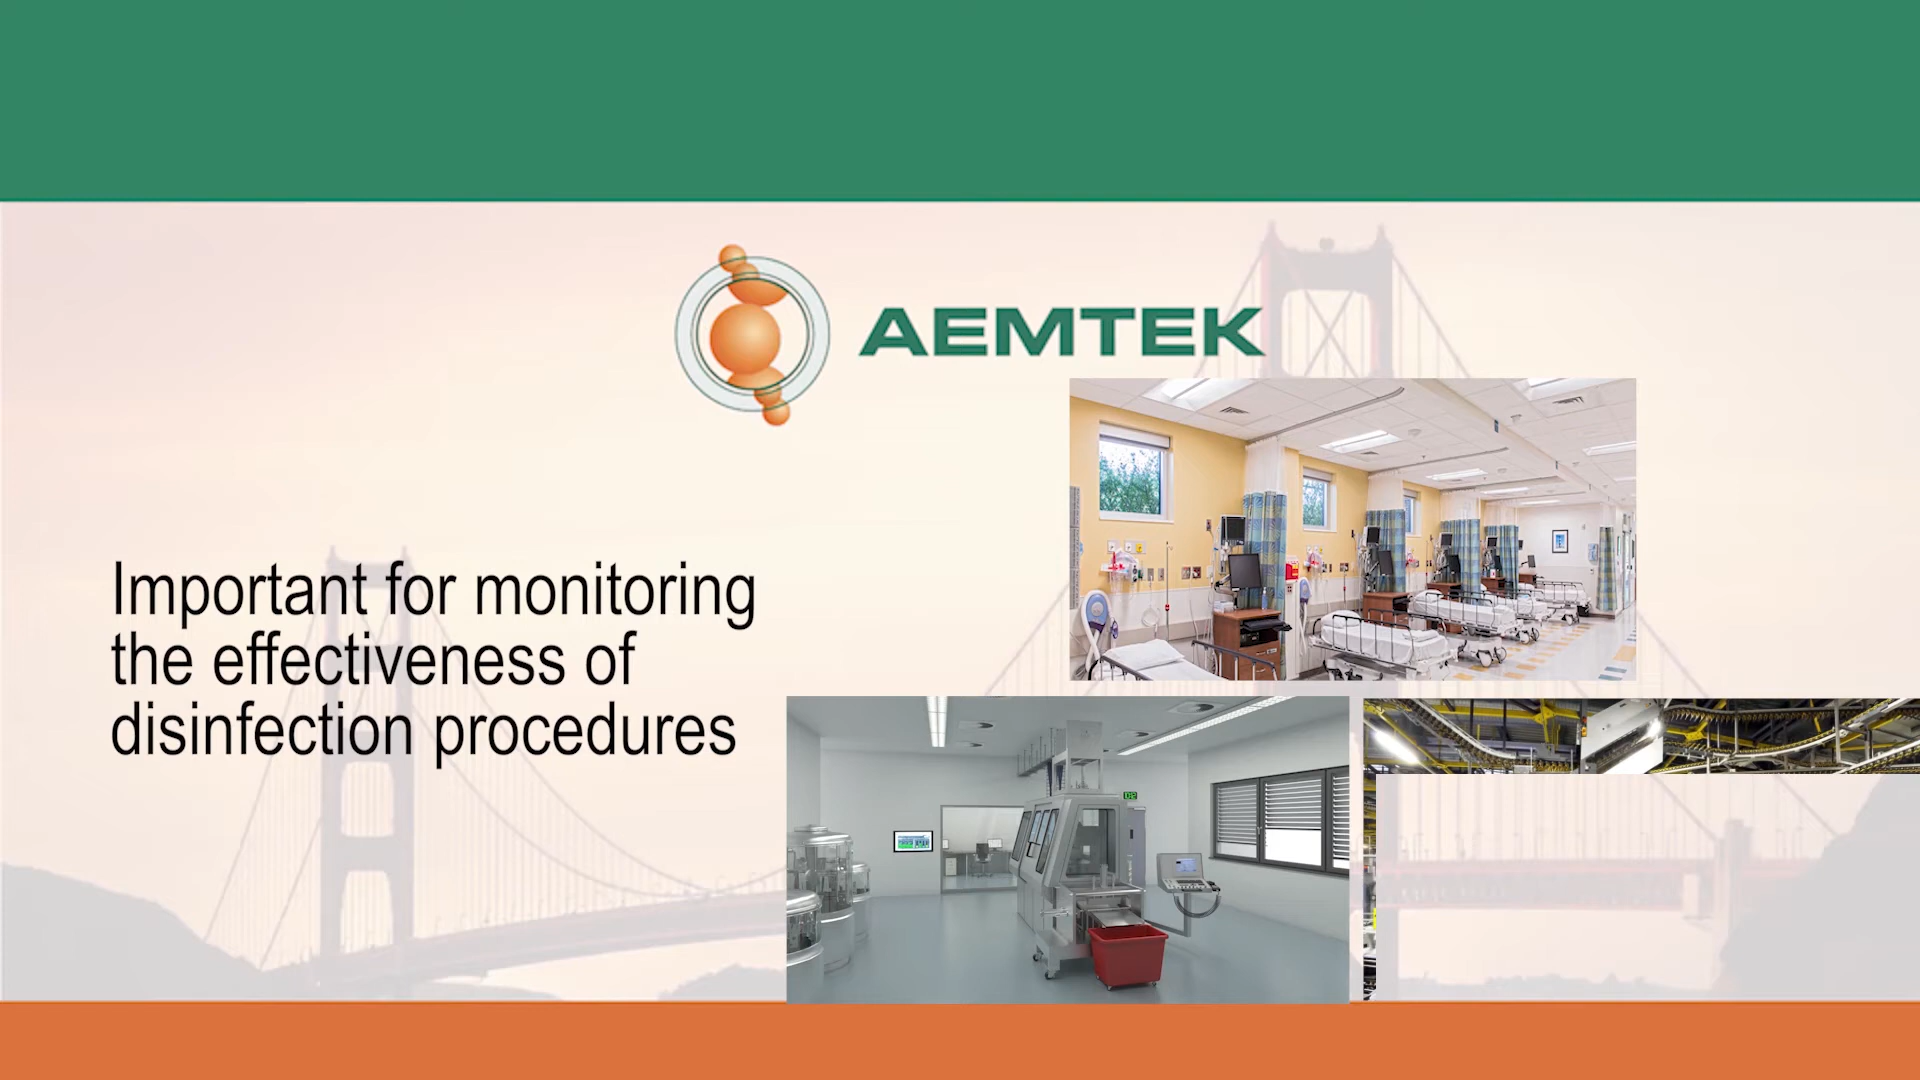 AEMTEK
Important for monitoring
the effectiveness of
disinfection procedures